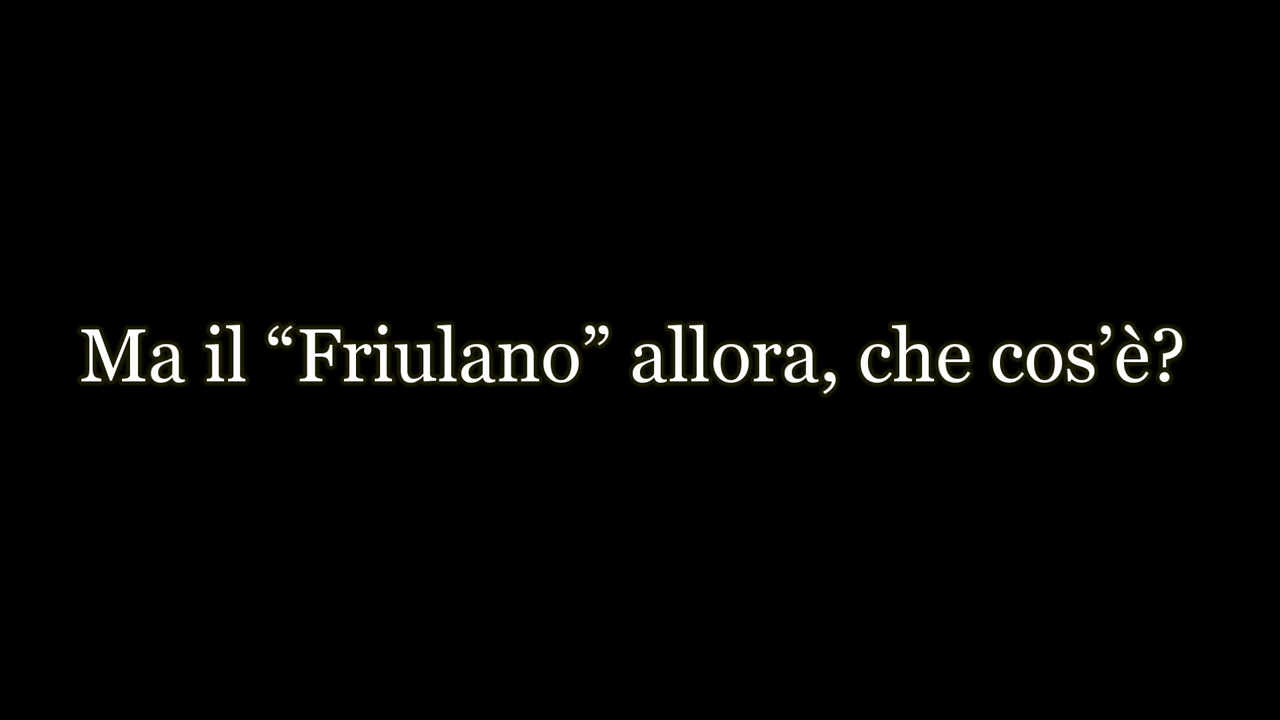 Ma il “Friulano” allora, che cos’è?